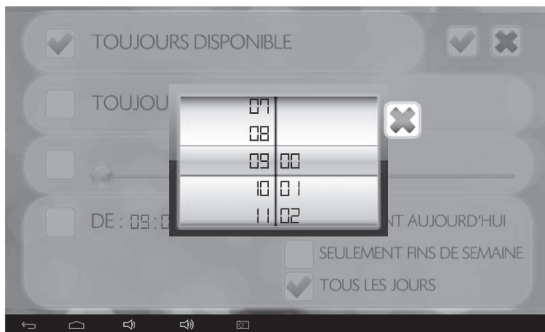 TOUJOURS DISPONIBLE
TOUJOU
07
08
09 00
10 01
11 02
DE : 09:0
NT AUJOURD'HUI
SEULEMENT FINS DE SEMAINE
TOUS LES JOURS